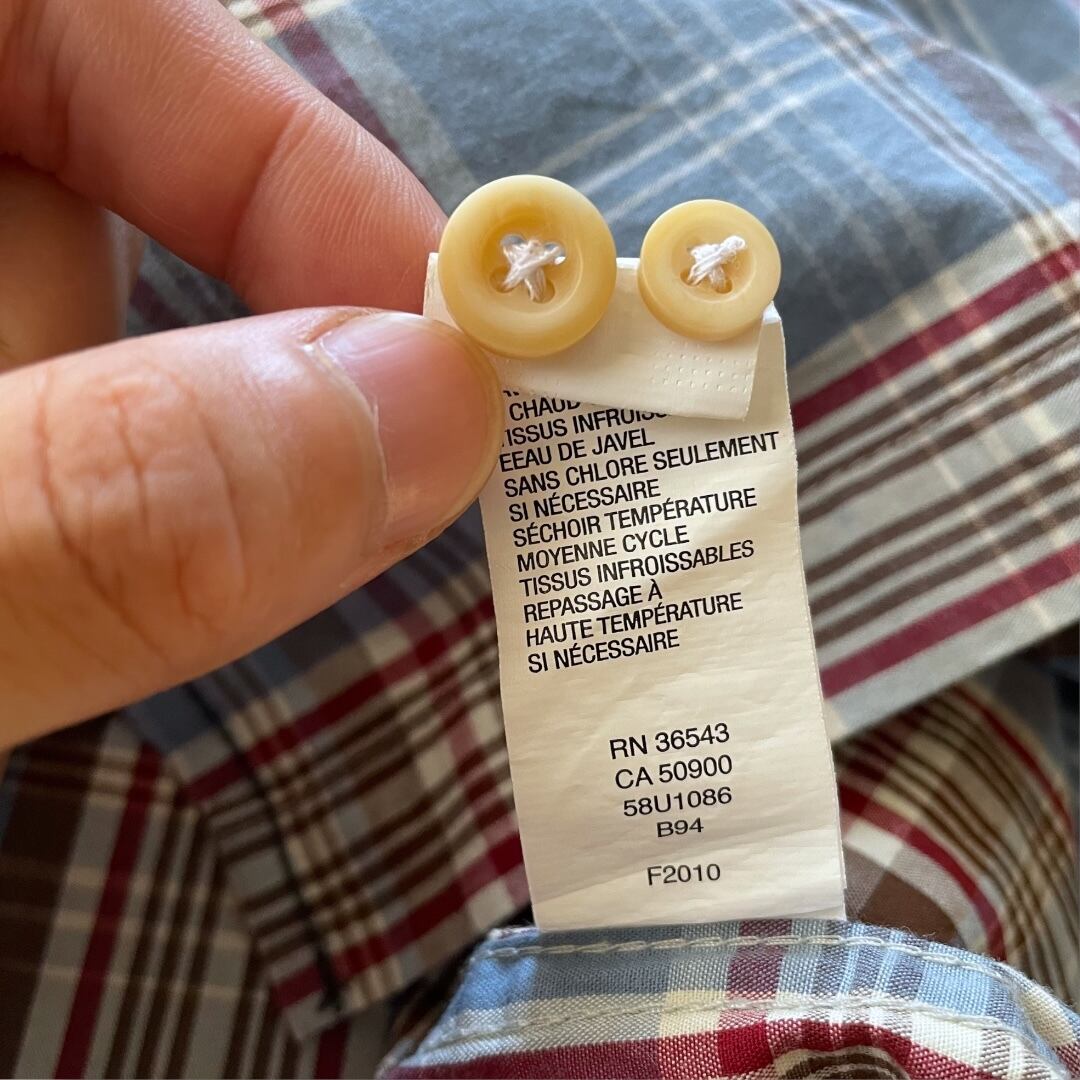 CHAUD
TISSUS INFROISS
EEAU DE JAVEL
SANS CHLORE SEULEMENT
SI NÉCESSAIRE
SÉCHOIR TEMPÉRATURE
MOYENNE CYCLE
TISSUS INFROISSABLES
REPASSAGE À
HAUTE TEMPÉRATURE
SI NÉCESSAIRE
RN 36543
CA 50900
58U1086
B94
F2010